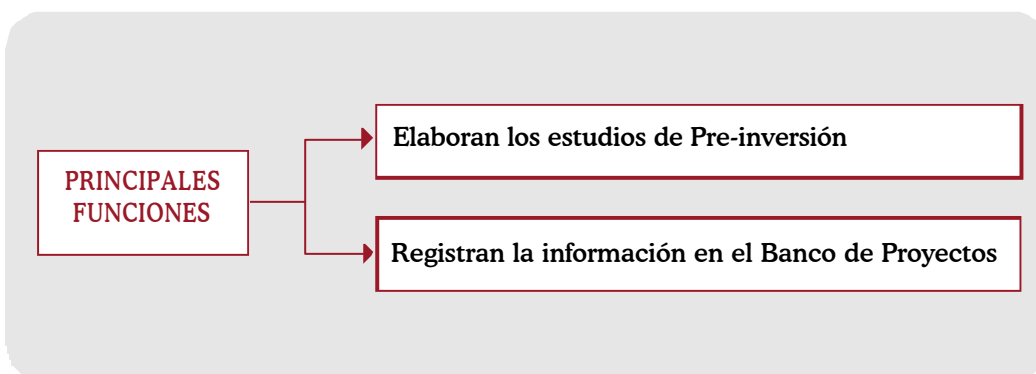 PRINCIPALES
FUNCIONES
Elaboran los estudios de Pre-inversión
Registran la información en el Banco de Proyectos